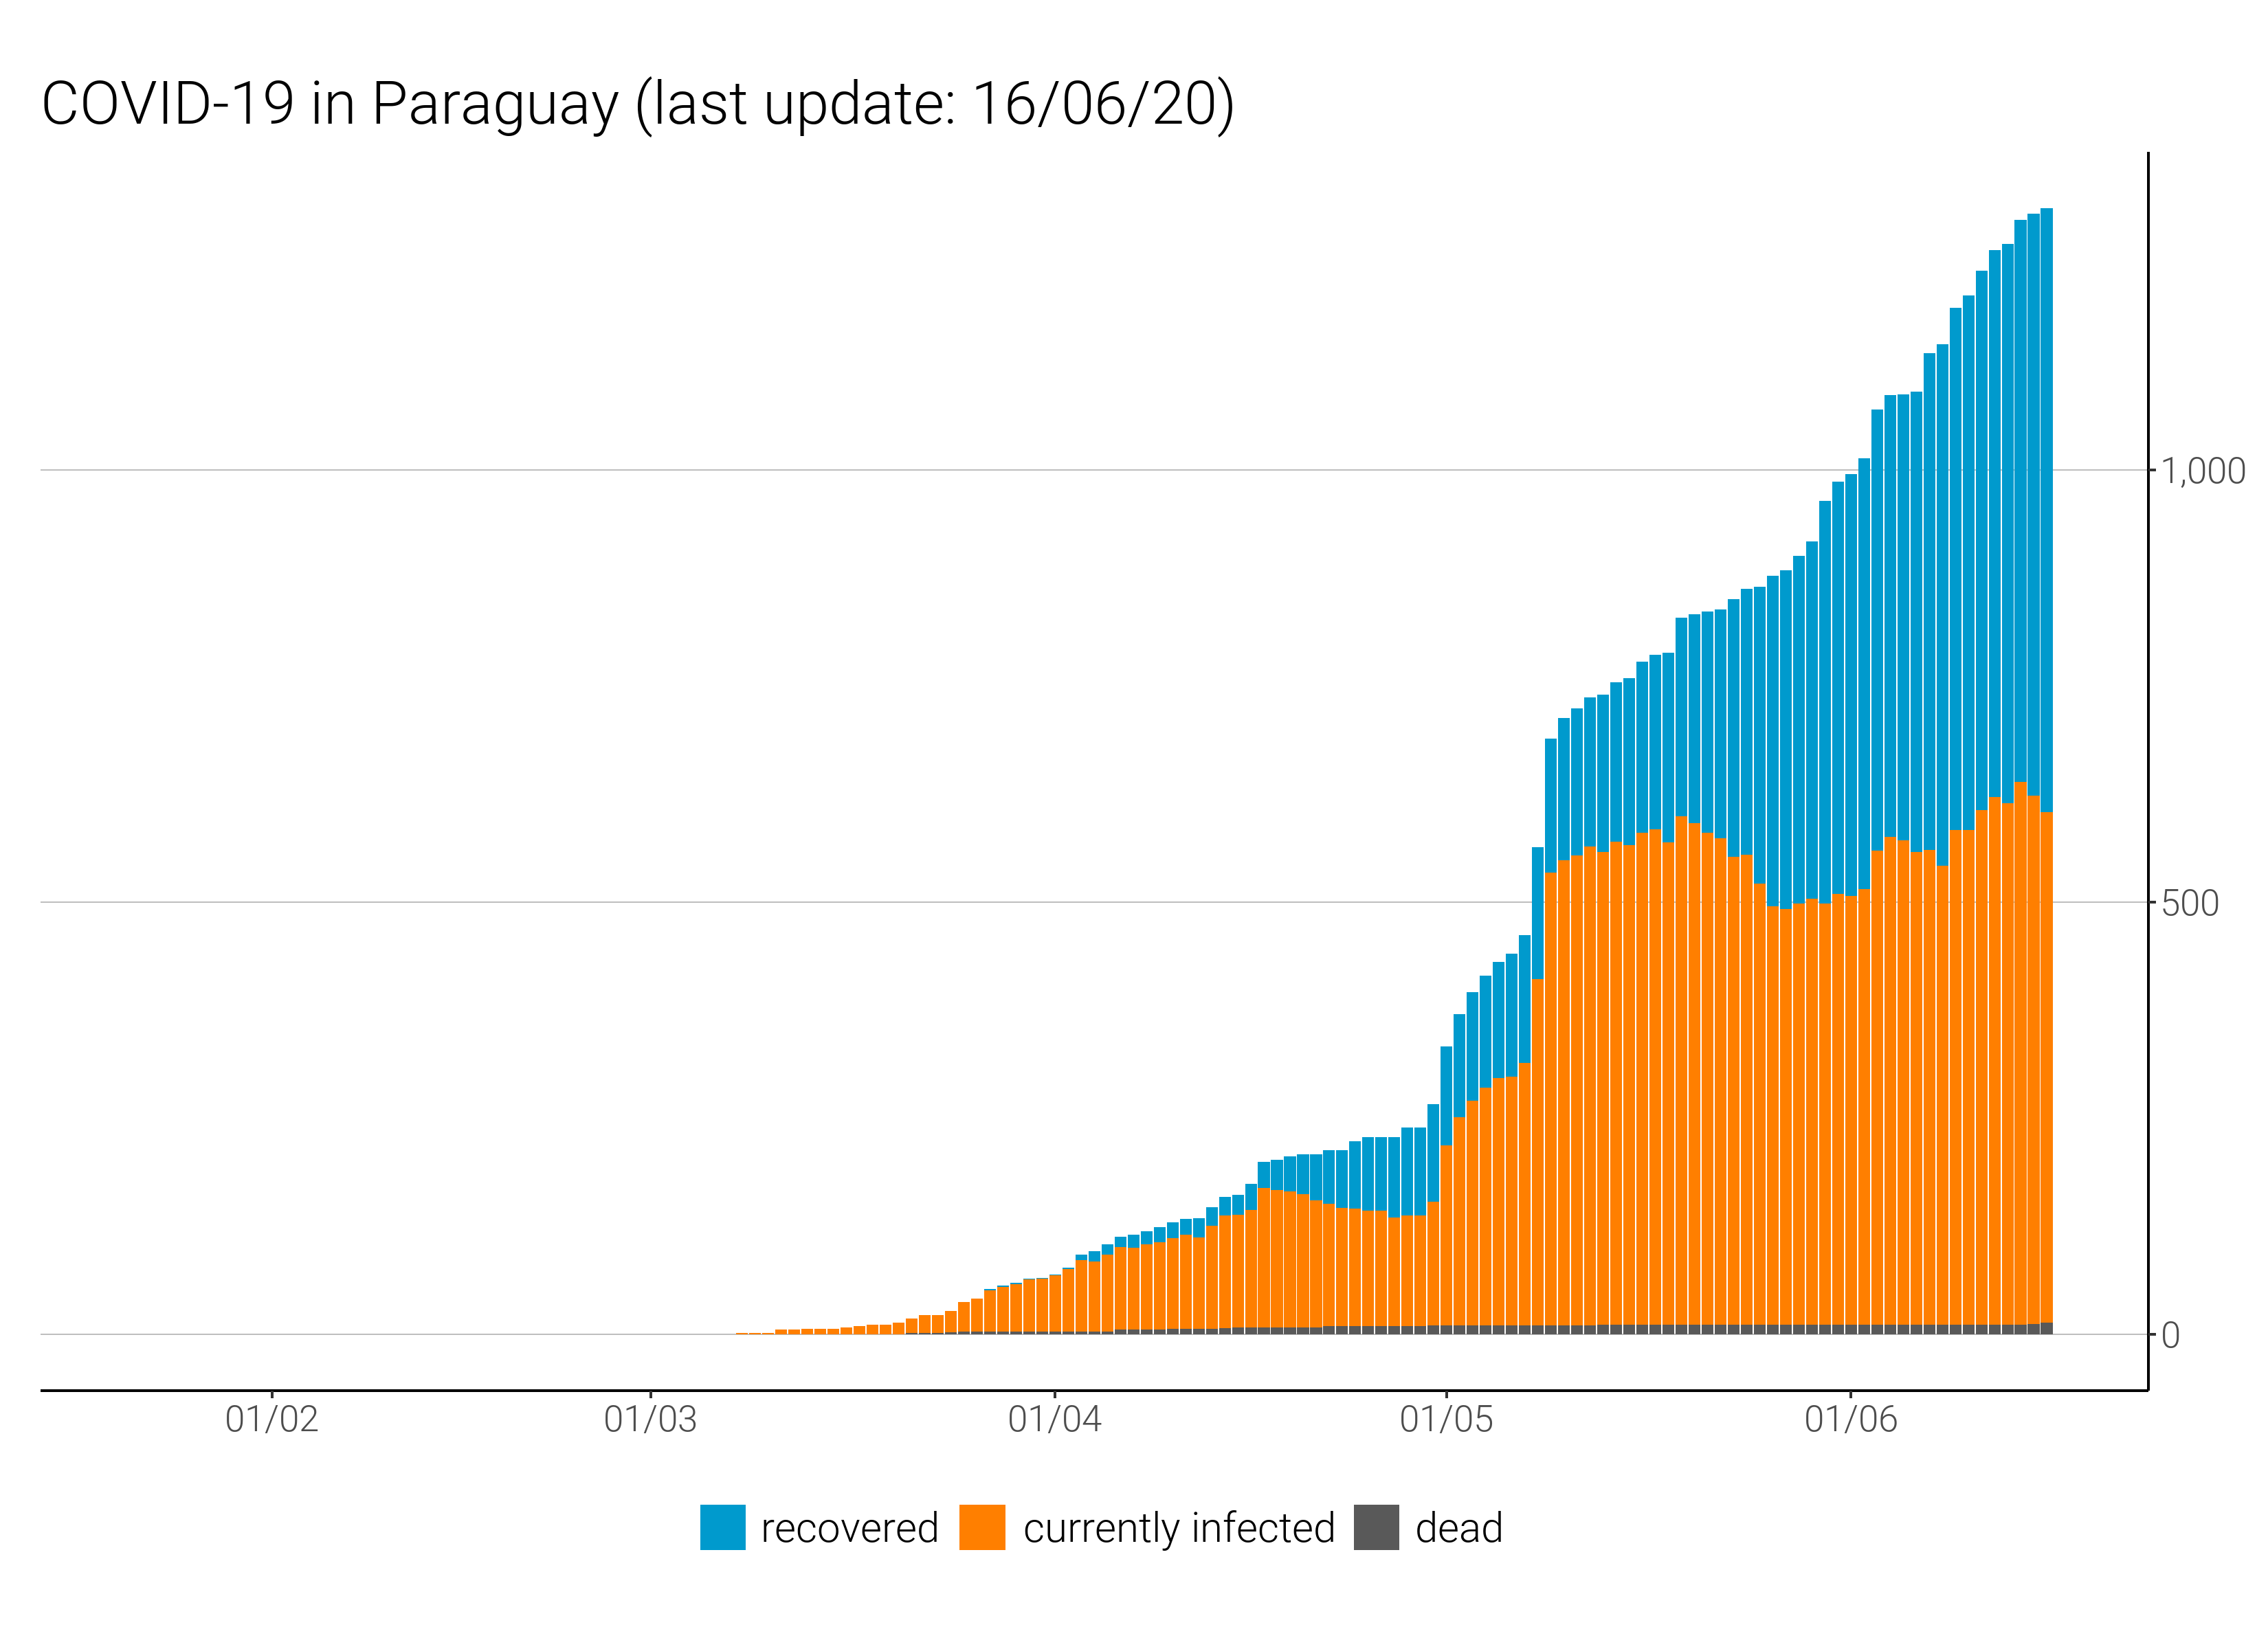 COVID-19 in Paraguay (last update: 16/06/20)
1,000
500
0
01/02 01/03 01/04 01/05 01/06
recovered currently infected dead